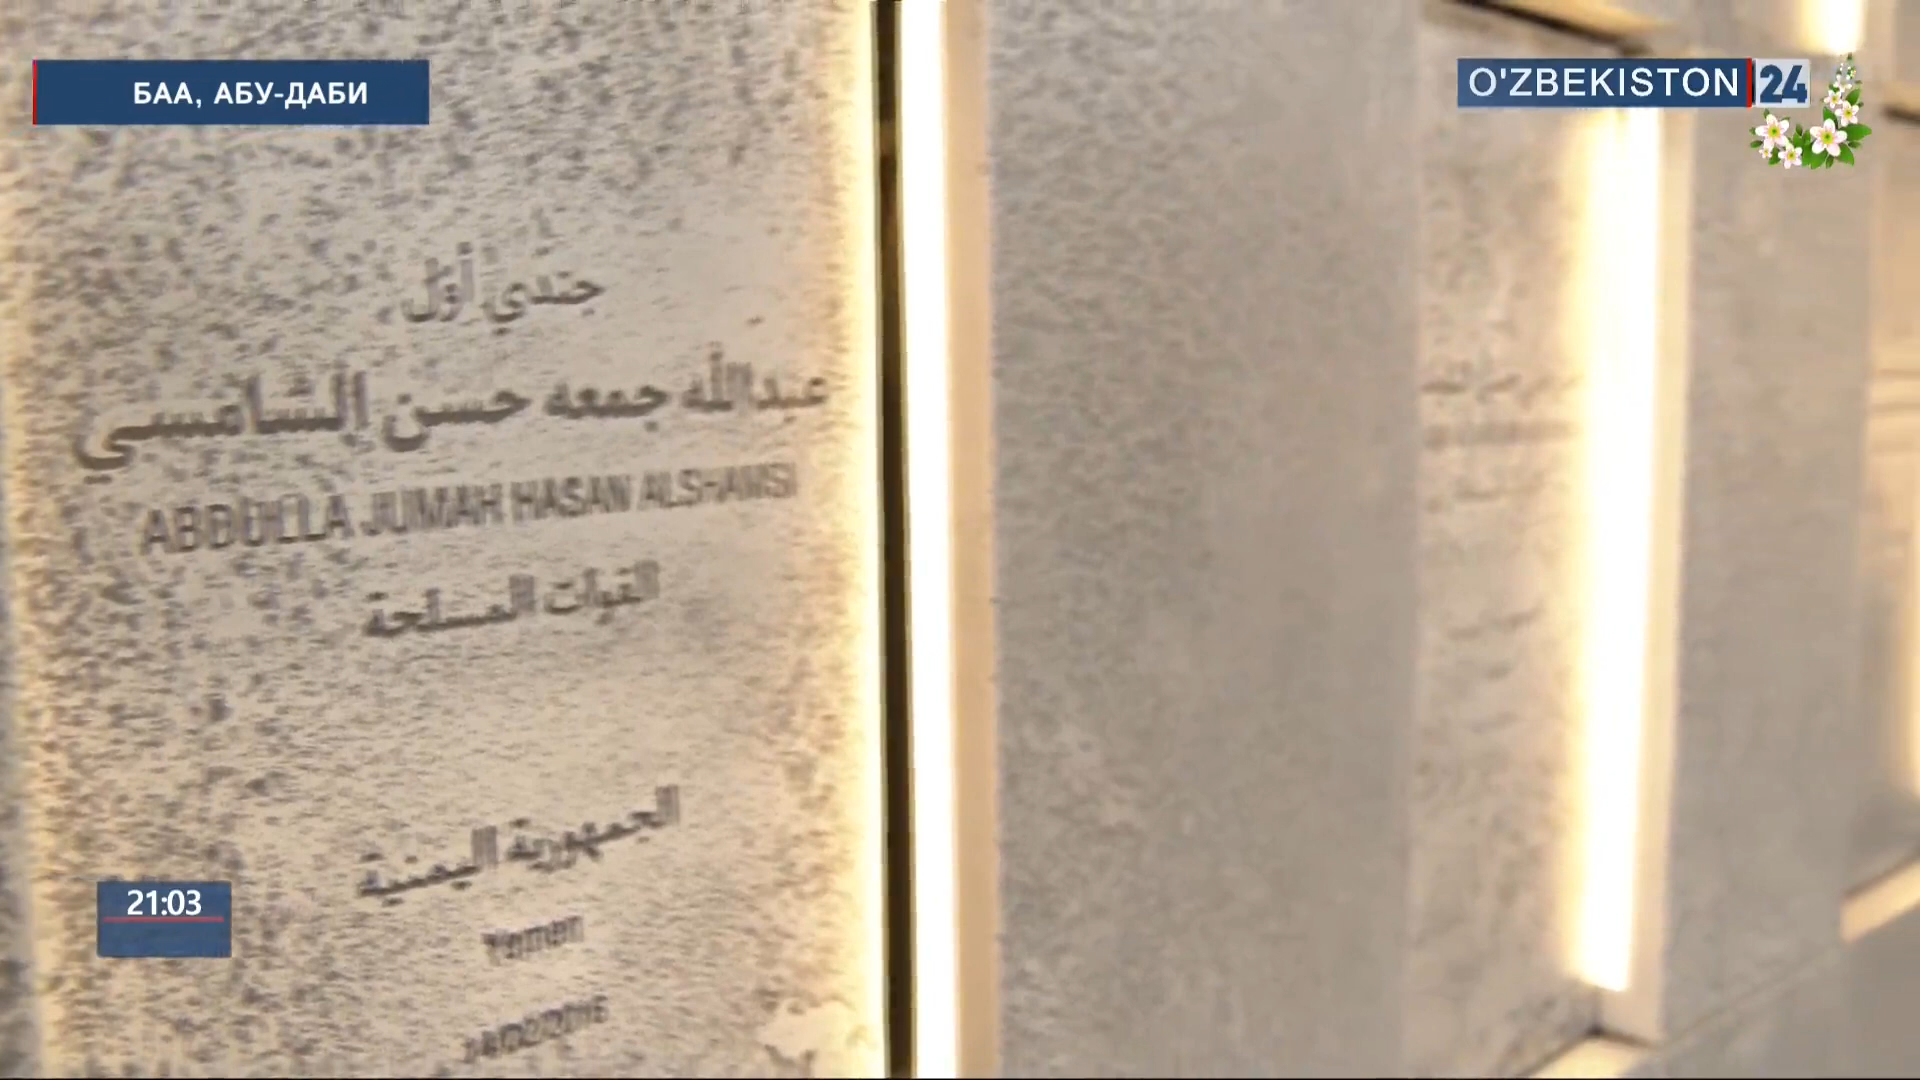 БАА, АБУ-ДАБИ
O'ZBEKISTON 24
جندي أول
عبدالله جمعه حسن الشامسي
ABDULLA JUMAH HASAN ALSHAMSI
القوات المسلحة
الجمهورية اليمنية
Yemen
21:03